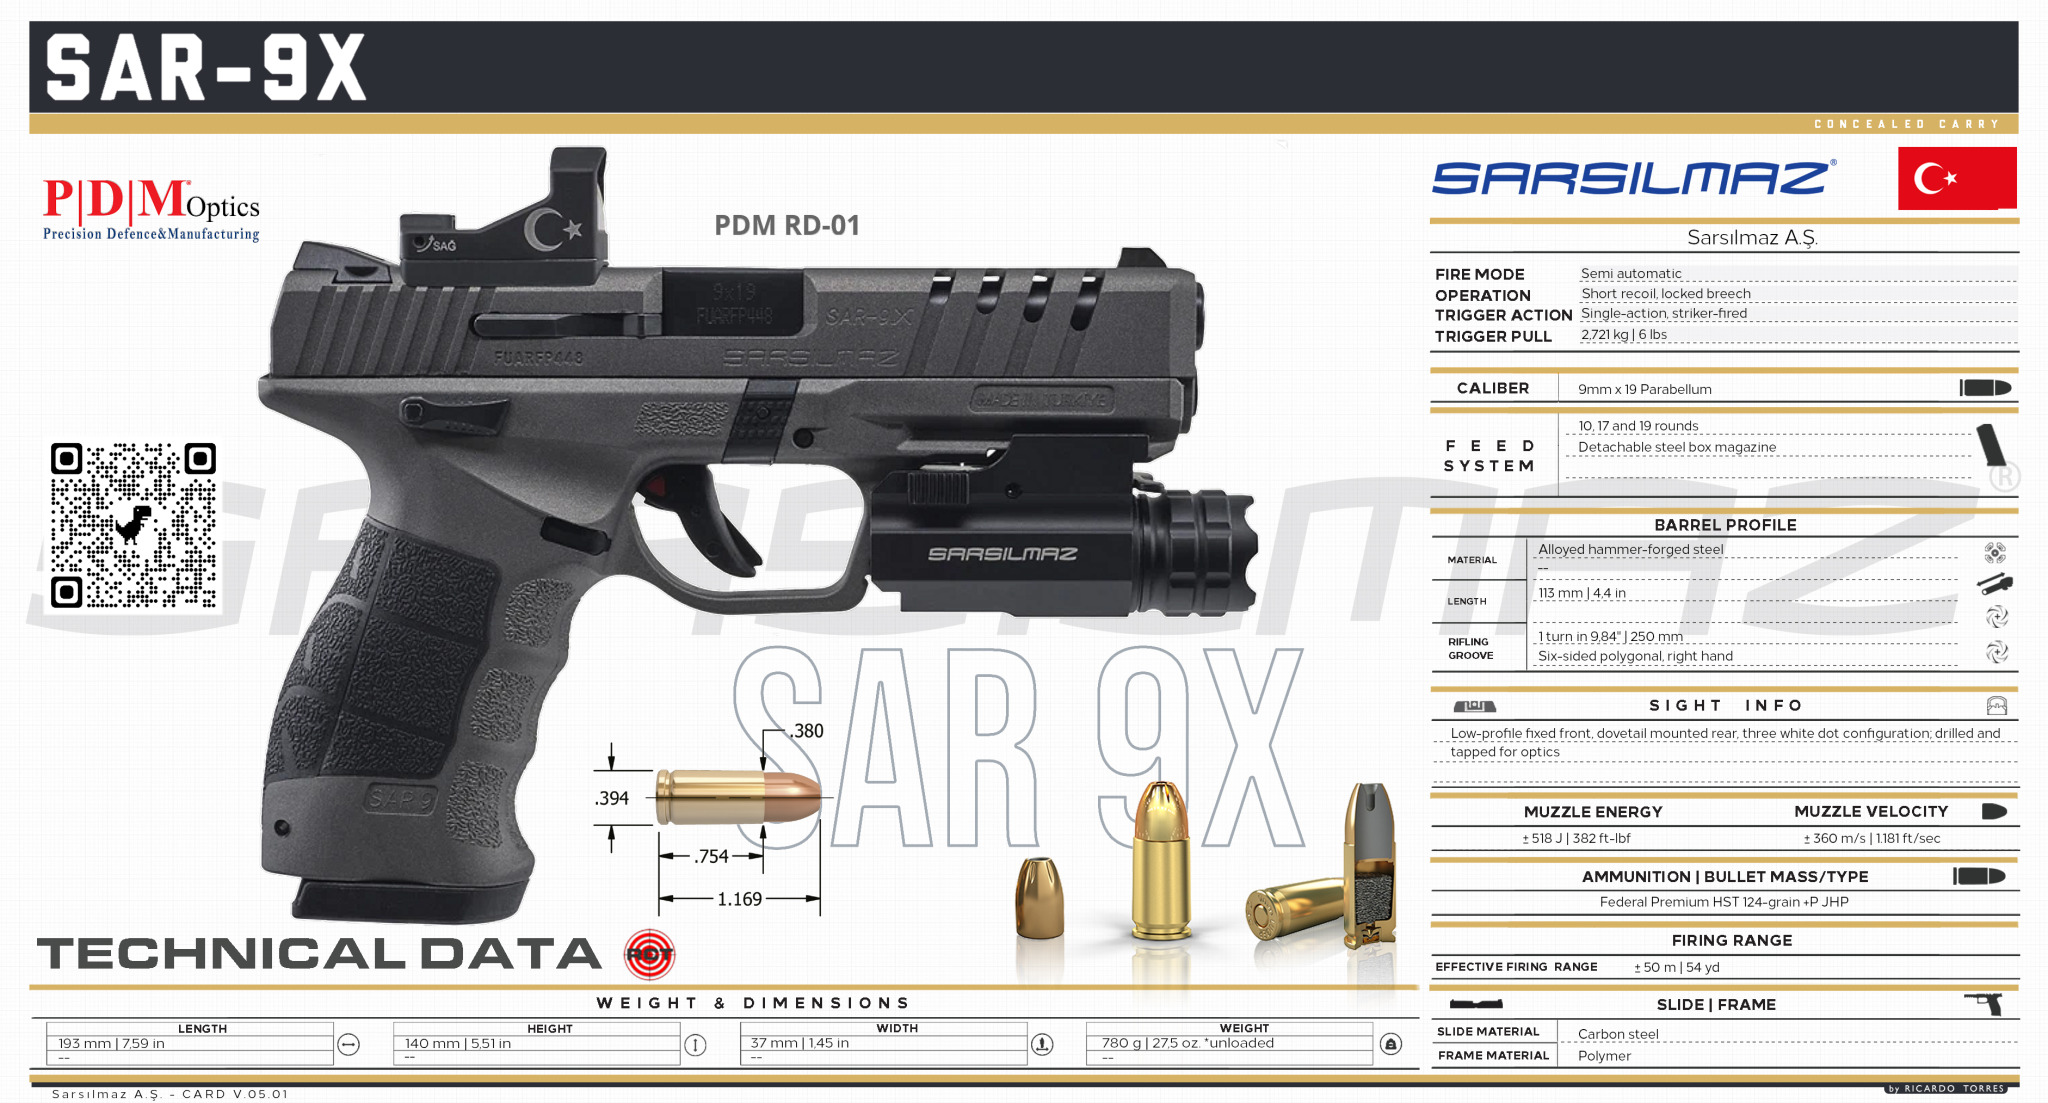 SAR-9X
CONCEALED CARRY
P|D|M® Optics
Precision Defence&Manufacturing
PDM RD-01
SAĞ
9x19
FUARFP448
SAR-9X
FUARFP448
SARSILMAZ
MADE IN TÜRKİYE
SARSILMAZ
SAR 9
SARSILMAZ®
SAR 9X
.380
.394
.754
1.169
TECHNICAL DATA
RDT
WEIGHT & DIMENSIONS
LENGTH
193 mm | 7,59 in
--
HEIGHT
140 mm | 5,51 in
--
WIDTH
37 mm | 1,45 in
--
WEIGHT
780 g | 27,5 oz. *unloaded
--
SARSILMAZ®
Sarsılmaz A.Ş.
FIRE MODE Semi automatic
OPERATION Short recoil, locked breech
TRIGGER ACTION Single-action, striker-fired
TRIGGER PULL 2,721 kg | 6 lbs
CALIBER 9mm x 19 Parabellum
FEED SYSTEM
10, 17 and 19 rounds
Detachable steel box magazine
BARREL PROFILE
MATERIAL Alloyed hammer-forged steel
--
LENGTH 113 mm | 4.4 in
RIFLING GROOVE
1 turn in 9,84" | 250 mm
Six-sided polygonal, right hand
SIGHT INFO
Low-profile fixed front, dovetail mounted rear, three white dot configuration; drilled and
tapped for optics
MUZZLE ENERGY MUZZLE VELOCITY
± 518 J | 382 ft-lbf ± 360 m/s | 1.181 ft/sec
AMMUNITION | BULLET MASS/TYPE
Federal Premium HST 124-grain +P JHP
FIRING RANGE
EFFECTIVE FIRING RANGE ± 50 m | 54 yd
SLIDE | FRAME
SLIDE MATERIAL Carbon steel
FRAME MATERIAL Polymer
Sarsılmaz A.Ş. - CARD V.05.01
by RICARDO TORRES